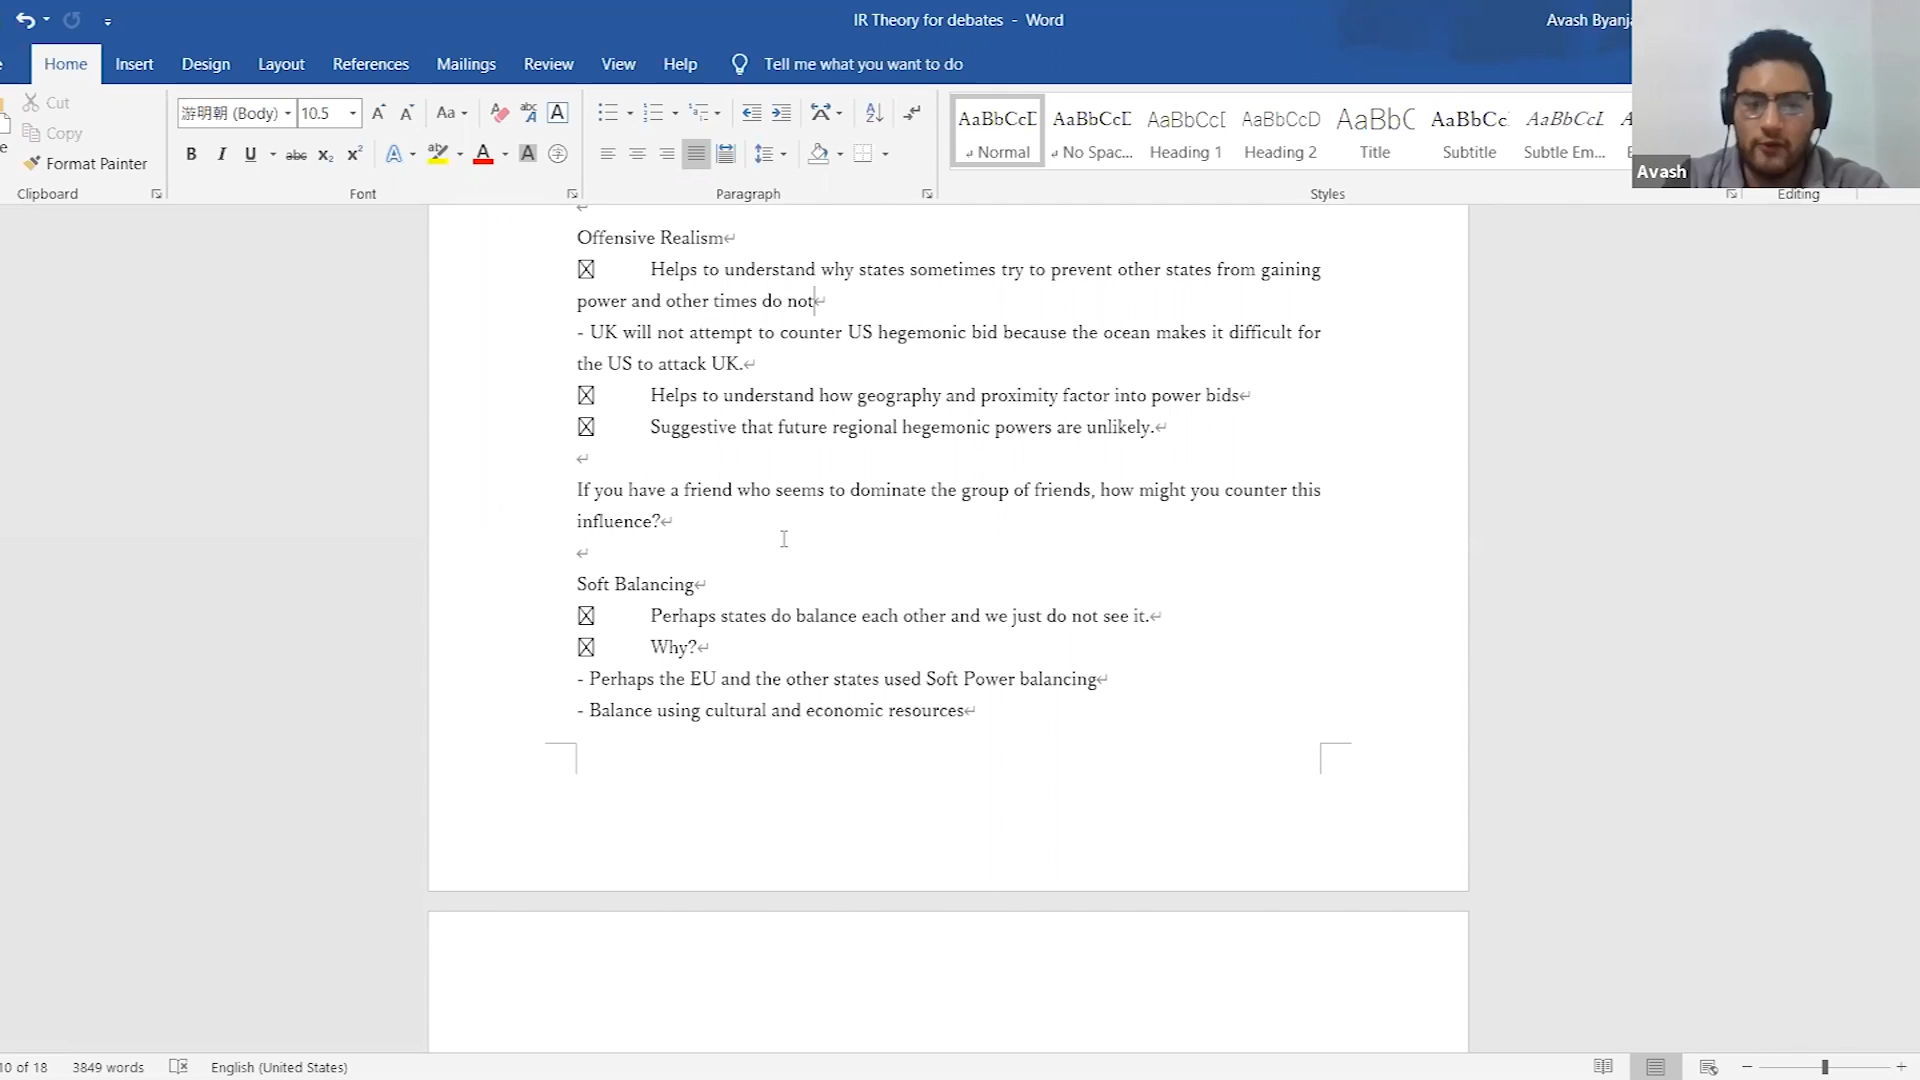 IR Theory for debates - Word
Avash Byanj
Home Insert Design Layout References Mailings Review View Help Tell me what you want to do
Cut
Copy
Format Painter
Clipboard
游明朝 (Body) 10.5
Font
Paragraph
AaBbCcD AaBbCcD AaBbCcD AaBbCcD AaBbC AaBbCc AaBbCcL
Normal No Spac... Heading 1 Heading 2 Title Subtitle Subtle Em...
Styles
Editing
Avash
Offensive Realism
Helps to understand why states sometimes try to prevent other states from gaining
power and other times do not
- UK will not attempt to counter US hegemonic bid because the ocean makes it difficult for
the US to attack UK.
Helps to understand how geography and proximity factor into power bids
Suggestive that future regional hegemonic powers are unlikely.
If you have a friend who seems to dominate the group of friends, how might you counter this
influence?
Soft Balancing
Perhaps states do balance each other and we just do not see it.
Why?
- Perhaps the EU and the other states used Soft Power balancing
- Balance using cultural and economic resources
10 of 18 3849 words English (United States)